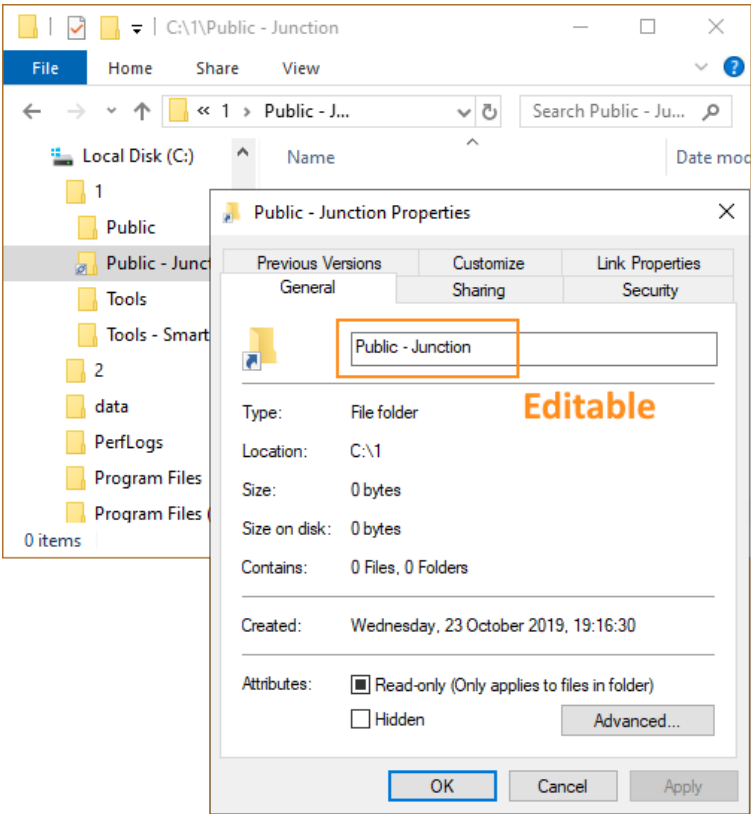 C:\1\Public - Junction
File Home Share View
« 1 > Public - J... Search Public - Ju...
Local Disk (C:)
1
Public
Public - Junct
Tools
Tools - Smart
2
data
PerfLogs
Program Files
Program Files (
0 items
Name Date mod
Public - Junction Properties
Previous Versions Customize Link Properties
General Sharing Security
Public - Junction
Editable
Type: File folder
Location: C:\1
Size: 0 bytes
Size on disk: 0 bytes
Contains: 0 Files, 0 Folders
Created: Wednesday, 23 October 2019, 19:16:30
Attributes: Read-only (Only applies to files in folder)
Hidden Advanced...
OK Cancel Apply